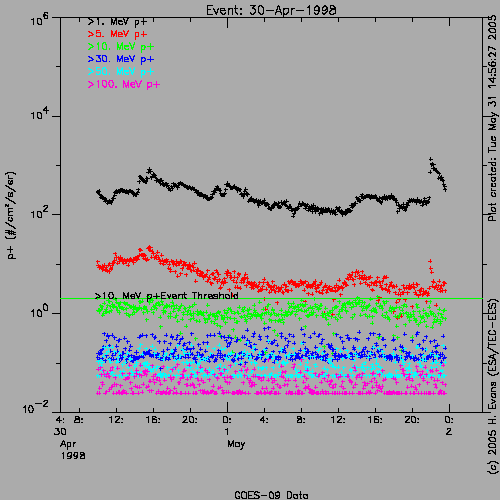 Event: 30-Apr-1998
>1. MeV p+
>5. MeV p+
>10. MeV p+
>30. MeV p+
>50. MeV p+
>100. MeV p+
10^6
10^4
10^2
10^0
10^-2
p+ (#/cm²/s/sr)
>10. MeV p+Event Threshold
4: 8: 12: 16: 20: 0: 4: 8: 12: 16: 20: 0:
30 1 2
Apr May
1998
GOES-09 Data
Plot created: Tue May 31 14:56:27 2005
(c) 2005 H. Evans (ESA/TEC-EES)